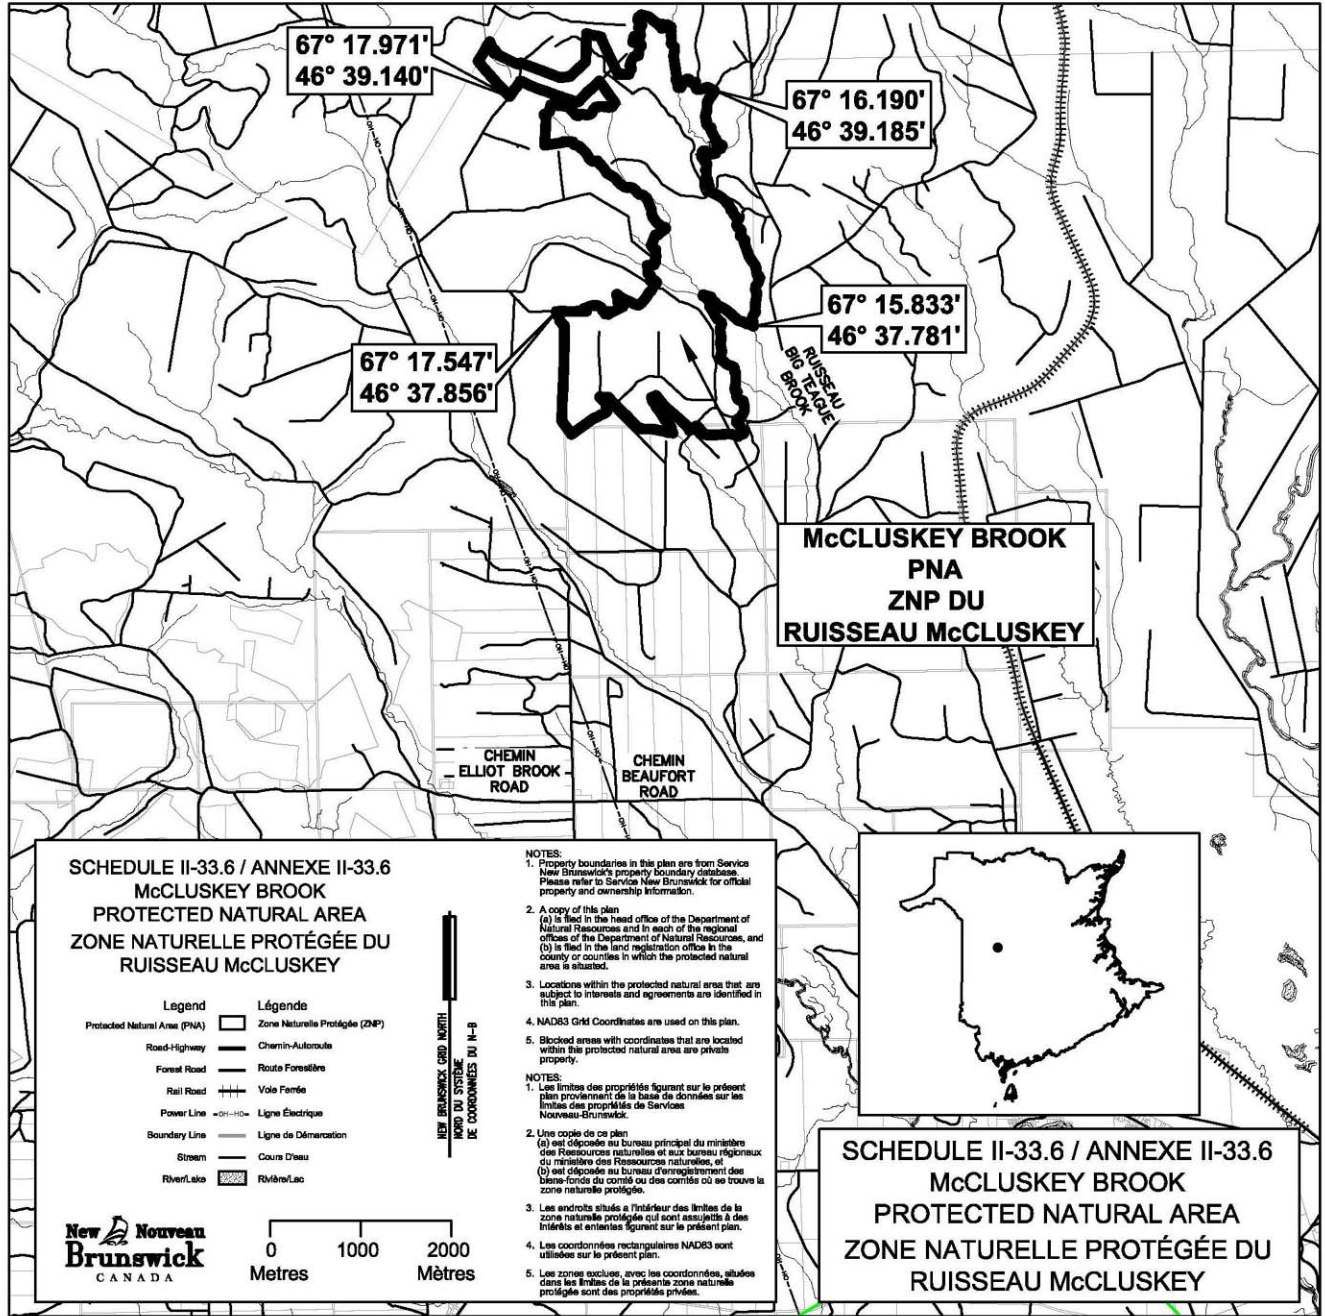 67° 17.971'
46° 39.140'
67° 16.190'
46° 39.185'
67° 15.833'
46° 37.781'
67° 17.547'
46° 37.856'
RUISSEAU
BIG TEAGUE
BROOK
McCLUSKEY BROOK
PNA
ZNP DU
RUISSEAU McCLUSKEY
CHEMIN
ELLIOT BROOK
ROAD
CHEMIN
BEAUFORT
ROAD
SCHEDULE II-33.6 / ANNEXE II-33.6
McCLUSKEY BROOK
PROTECTED NATURAL AREA
ZONE NATURELLE PROTÉGÉE DU
RUISSEAU McCLUSKEY
Legend Légende
Protected Natural Area (PNA) Zone Naturelle Protégée (ZNP)
Road-Highway Chemin-Autoroute
Forest Road Route Forestière
Rail Road Voie Ferrée
Power Line -OH-HO- Ligne Électrique
Boundary Line Ligne de Démarcation
Stream Cours D'eau
River/Lake Rivière/Lac
NEW BRUNSWICK GRID NORTH
NORD DU SYSTÈME
DE COORDONNÉES DU N-B
New Nouveau
Brunswick
CANADA
0 1000 2000
Metres Mètres
NOTES:
1. Property boundaries in this plan are from Service
New Brunswick's property boundary database.
Please refer to Service New Brunswick for official
property and ownership information.
2. A copy of this plan
(a) is filed in the head office of the Department of
Natural Resources and in each of the regional
offices of the Department of Natural Resources, and
(b) is filed in the land registration office in the
county or counties in which the protected natural
area is situated.
3. Locations within the protected natural area that are
subject to interests and agreements are identified in
this plan.
4. NAD83 Grid Coordinates are used on this plan.
5. Blocked areas with coordinates that are located
within this protected natural area are private
property.
NOTES:
1. Les limites des propriétés figurant sur le présent
plan proviennent de la base de données sur les
limites des propriétés de Services
Nouveau-Brunswick.
2. Une copie de ce plan
(a) est déposée au bureau principal du ministère
des Ressources naturelles et aux bureau régionaux
du ministère des Ressources naturelles, et
(b) est déposée au bureau d'enregistrement des
biens-fonds du comté ou des comtés où se trouve la
zone naturelle protégée.
3. Les endroits situés a l'intérieur des limites de la
zone naturelle protégée qui sont assujettis à des
intérêts et ententes figurent sur le présent plan.
4. Les coordonnées rectangulaires NAD83 sont
utilisées sur le présent plan.
5. Les zones exclues, avec les coordonnées, situées
dans les limites de la présente zone naturelle
protégée sont des propriétés privées.
SCHEDULE II-33.6 / ANNEXE II-33.6
McCLUSKEY BROOK
PROTECTED NATURAL AREA
ZONE NATURELLE PROTÉGÉE DU
RUISSEAU McCLUSKEY